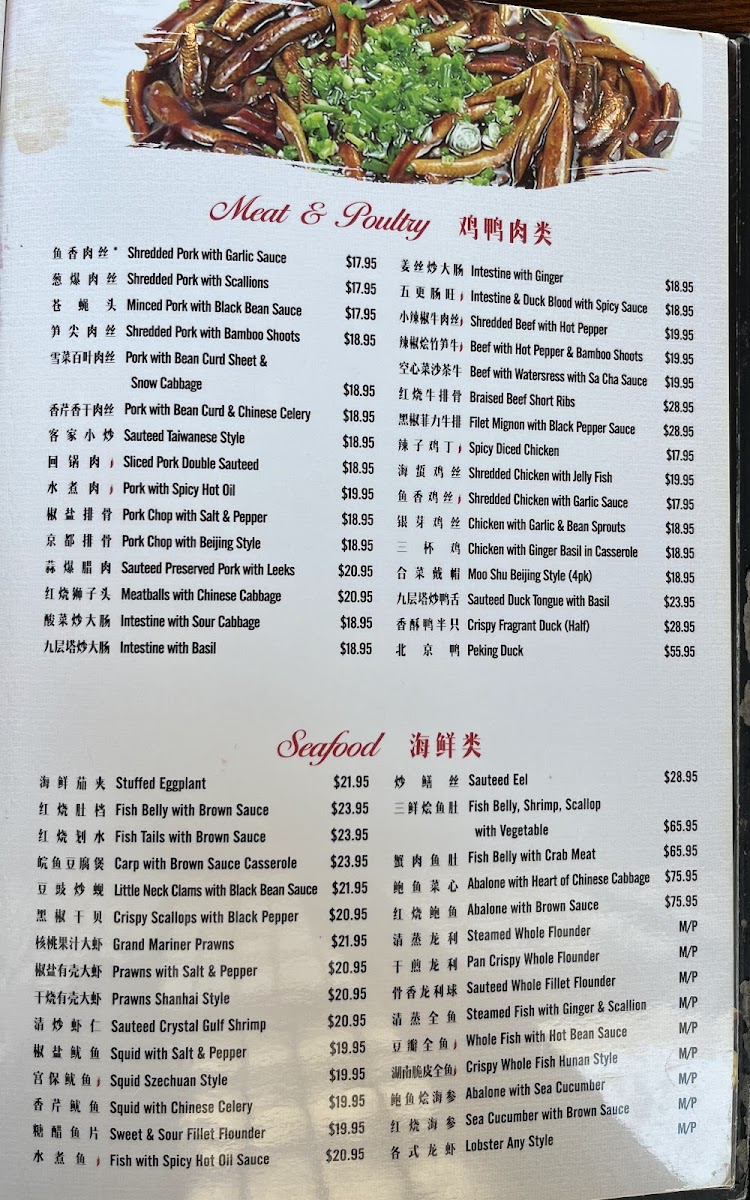 Meat & Poultry 鸡鸭肉类
鱼香肉丝* Shredded Pork with Garlic Sauce $17.95
葱爆肉丝 Shredded Pork with Scallions $17.95
苍蝇头 Minced Pork with Black Bean Sauce $17.95
笋尖肉丝 Shredded Pork with Bamboo Shoots $18.95
雪菜百叶肉丝 Pork with Bean Curd Sheet &
Snow Cabbage $18.95
香芹香干肉丝 Pork with Bean Curd & Chinese Celery $18.95
客家小炒 Sauteed Taiwanese Style $18.95
回锅肉 Sliced Pork Double Sauteed $18.95
水煮肉 Pork with Spicy Hot Oil $19.95
椒盐排骨 Pork Chop with Salt & Pepper $18.95
京都排骨 Pork Chop with Beijing Style $18.95
蒜爆腊肉 Sauteed Preserved Pork with Leeks $20.95
红烧狮子头 Meatballs with Chinese Cabbage $20.95
酸菜炒大肠 Intestine with Sour Cabbage $18.95
九层塔炒大肠 Intestine with Basil $18.95
姜丝炒大肠 Intestine with Ginger $18.95
五更肠旺 Intestine & Duck Blood with Spicy Sauce $18.95
小辣椒牛肉丝 Shredded Beef with Hot Pepper $19.95
辣椒烩竹笋牛 Beef with Hot Pepper & Bamboo Shoots $19.95
空心菜沙茶牛 Beef with Watersress with Sa Cha Sauce $19.95
红烧牛排骨 Braised Beef Short Ribs $28.95
黑椒菲力牛排 Filet Mignon with Black Pepper Sauce $28.95
辣子鸡丁 Spicy Diced Chicken $17.95
海蜇鸡丝 Shredded Chicken with Jelly Fish $19.95
鱼香鸡丝 Shredded Chicken with Garlic Sauce $17.95
银芽鸡丝 Chicken with Garlic & Bean Sprouts $18.95
三杯鸡 Chicken with Ginger Basil in Casserole $18.95
合菜戴帽 Moo Shu Beijing Style (4pk) $18.95
九层塔炒鸭舌 Sauteed Duck Tongue with Basil $23.95
香酥鸭半只 Crispy Fragrant Duck (Half) $28.95
北京鸭 Peking Duck $55.95
Seafood 海鲜类
海鲜茄夹 Stuffed Eggplant $21.95
红烧肚档 Fish Belly with Brown Sauce $23.95
红烧划水 Fish Tails with Brown Sauce $23.95
皖鱼豆腐煲 Carp with Brown Sauce Casserole $23.95
豆豉炒蚬 Little Neck Clams with Black Bean Sauce $21.95
黑椒干贝 Crispy Scallops with Black Pepper $20.95
核桃果汁大虾 Grand Mariner Prawns $21.95
椒盐有壳大虾 Prawns with Salt & Pepper $20.95
干烧有壳大虾 Prawns Shanhai Style $20.95
清炒虾仁 Sauteed Crystal Gulf Shrimp $20.95
椒盐鱿鱼 Squid with Salt & Pepper $19.95
宫保鱿鱼 Squid Szechuan Style $19.95
香芹鱿鱼 Squid with Chinese Celery $19.95
糖醋鱼片 Sweet & Sour Fillet Flounder $19.95
水煮鱼 Fish with Spicy Hot Oil Sauce $20.95
炒鳝丝 Sauteed Eel $28.95
三鲜烩鱼肚 Fish Belly, Shrimp, Scallop
with Vegetable $65.95
蟹肉鱼肚 Fish Belly with Crab Meat $65.95
鲍鱼菜心 Abalone with Heart of Chinese Cabbage $75.95
红烧鲍鱼 Abalone with Brown Sauce $75.95
清蒸龙利 Steamed Whole Flounder M/P
干煎龙利 Pan Crispy Whole Flounder M/P
骨香龙利球 Sauteed Whole Fillet Flounder M/P
清蒸全鱼 Steamed Fish with Ginger & Scallion M/P
豆瓣全鱼 Whole Fish with Hot Bean Sauce M/P
湖南脆皮全鱼 Crispy Whole Fish Hunan Style M/P
鲍鱼烩海参 Abalone with Sea Cucumber M/P
红烧海参 Sea Cucumber with Brown Sauce M/P
各式龙虾 Lobster Any Style M/P